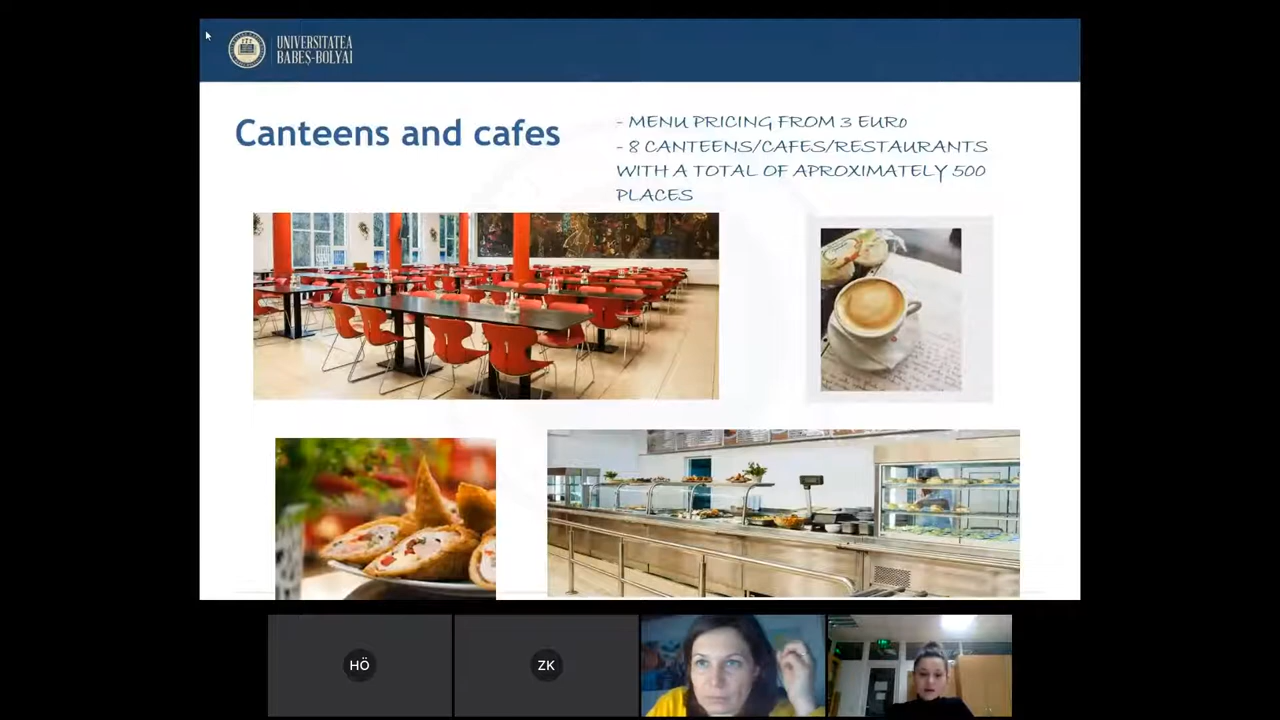 UNIVERSITATEA
BABEȘ-BOLYAI
Canteens and cafes
- MENU PRICING FROM 3 EURo
- 8 CANTEENS/CAFES/RESTAURANTS
WITH A TOTAL OF APROXIMATELY 500
PLACES
HÖ
ZK